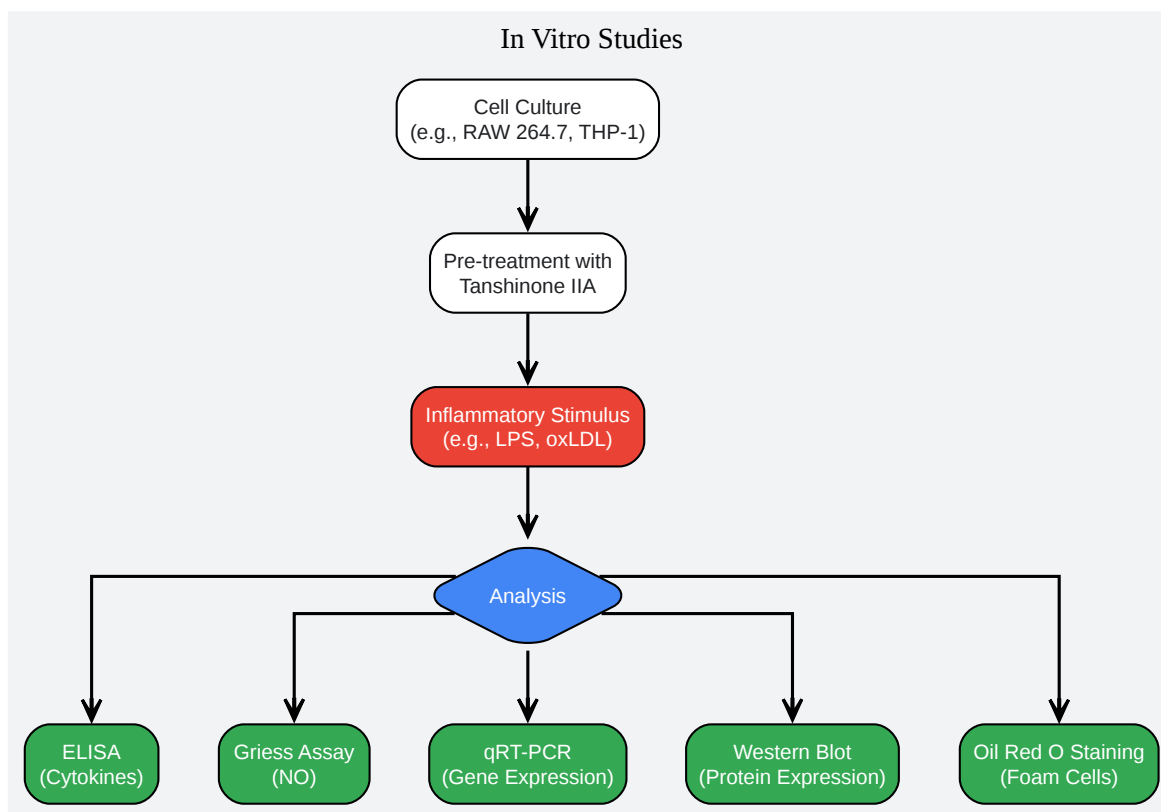 In Vitro Studies
Cell Culture
(e.g., RAW 264.7, THP-1)
Pre-treatment with
Tanshinone IIA
Inflammatory Stimulus
(e.g., LPS, oxLDL)
Analysis
ELISA
(Cytokines)
Griess Assay
(NO)
qRT-PCR
(Gene Expression)
Western Blot
(Protein Expression)
Oil Red O Staining
(Foam Cells)